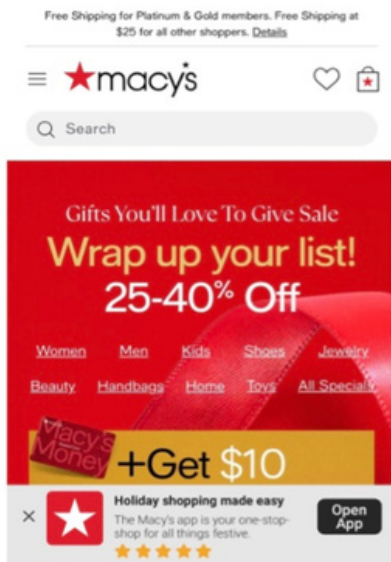 Free Shipping for Platinum & Gold members. Free Shipping at
$25 for all other shoppers. Details
macy's
Search
Gifts You'll Love To Give Sale
Wrap up your list!
25-40% Off
Women Men Kids Shoes Jewelry
Beauty Handbags Home Toys All Specials
Macy's
Money
+Get $10
Holiday shopping made easy
The Macy's app is your one-stop-
shop for all things festive.
Open
App